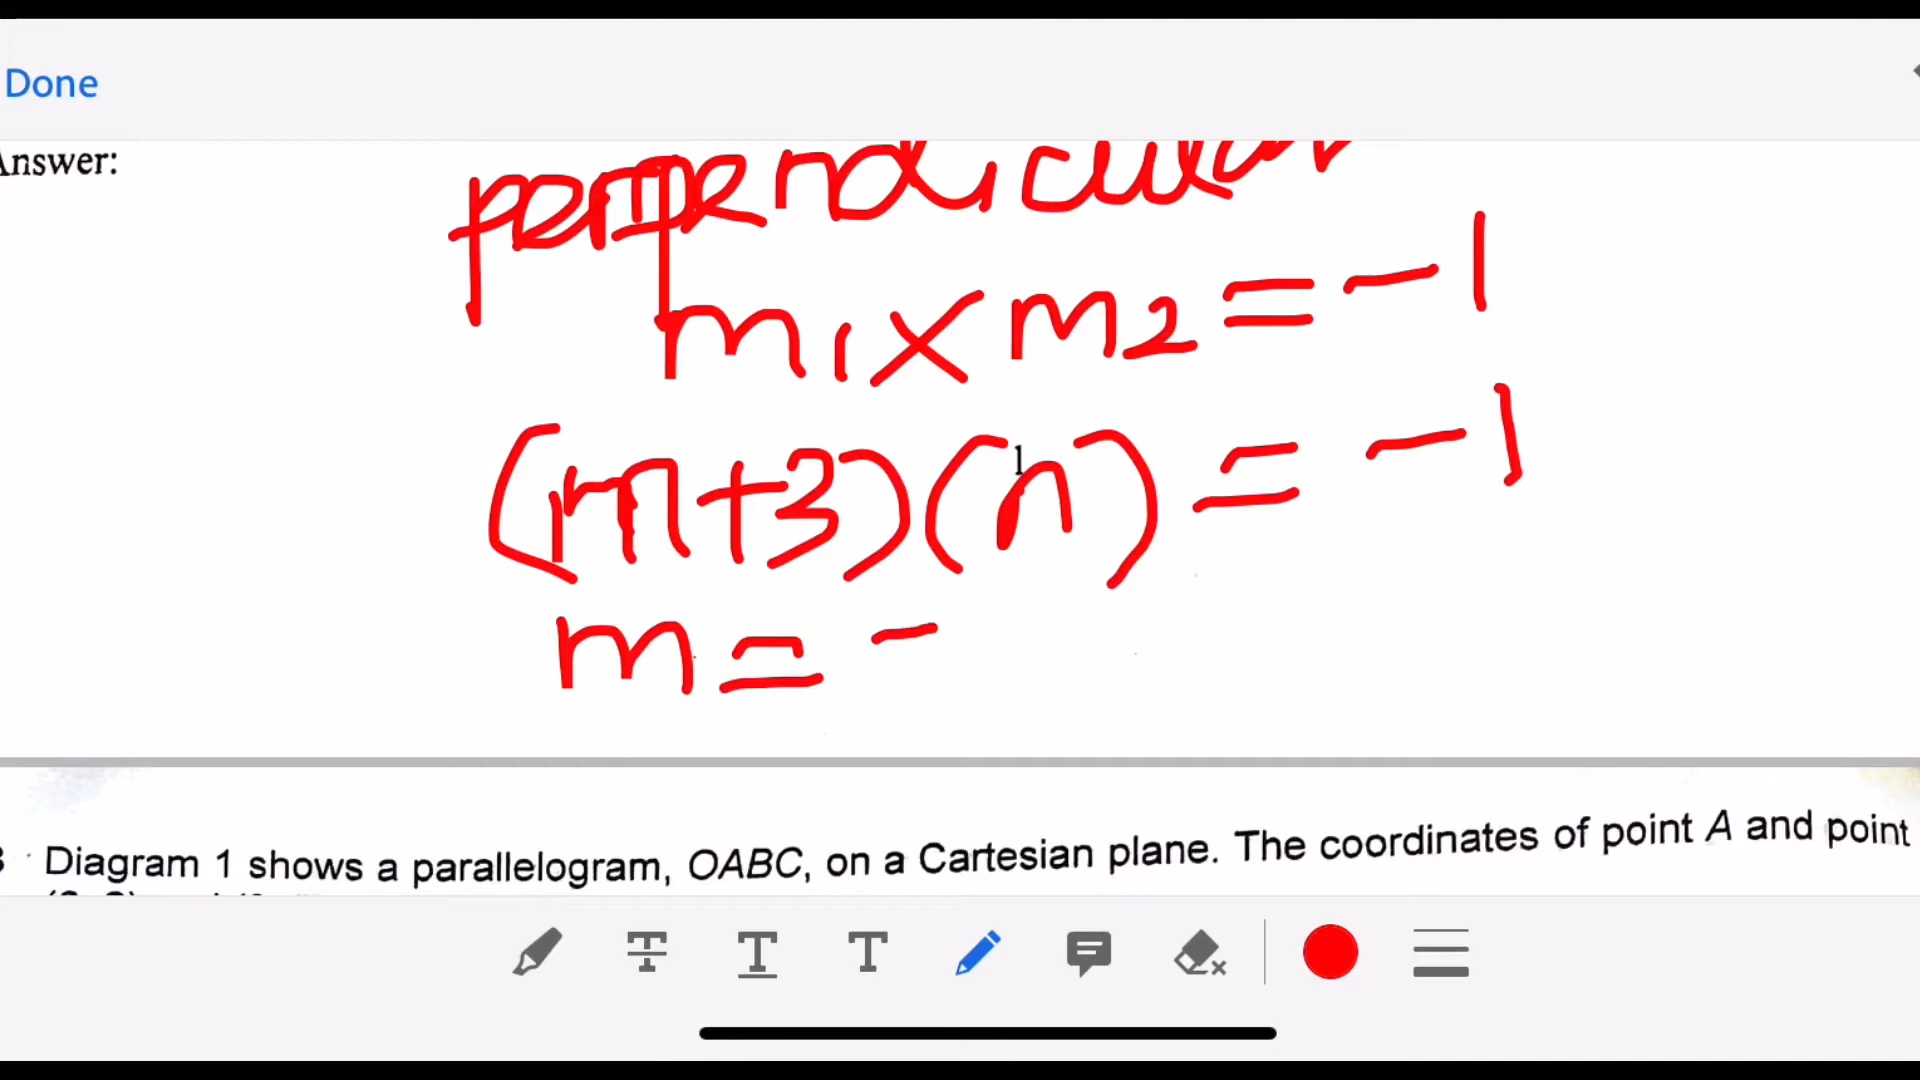 Done
Answer:
perpendicular
m1 × m2 = -1
(m+3)(n) = -1
1
m = -
Diagram 1 shows a parallelogram, OABC, on a Cartesian plane. The coordinates of point A and point
T T T